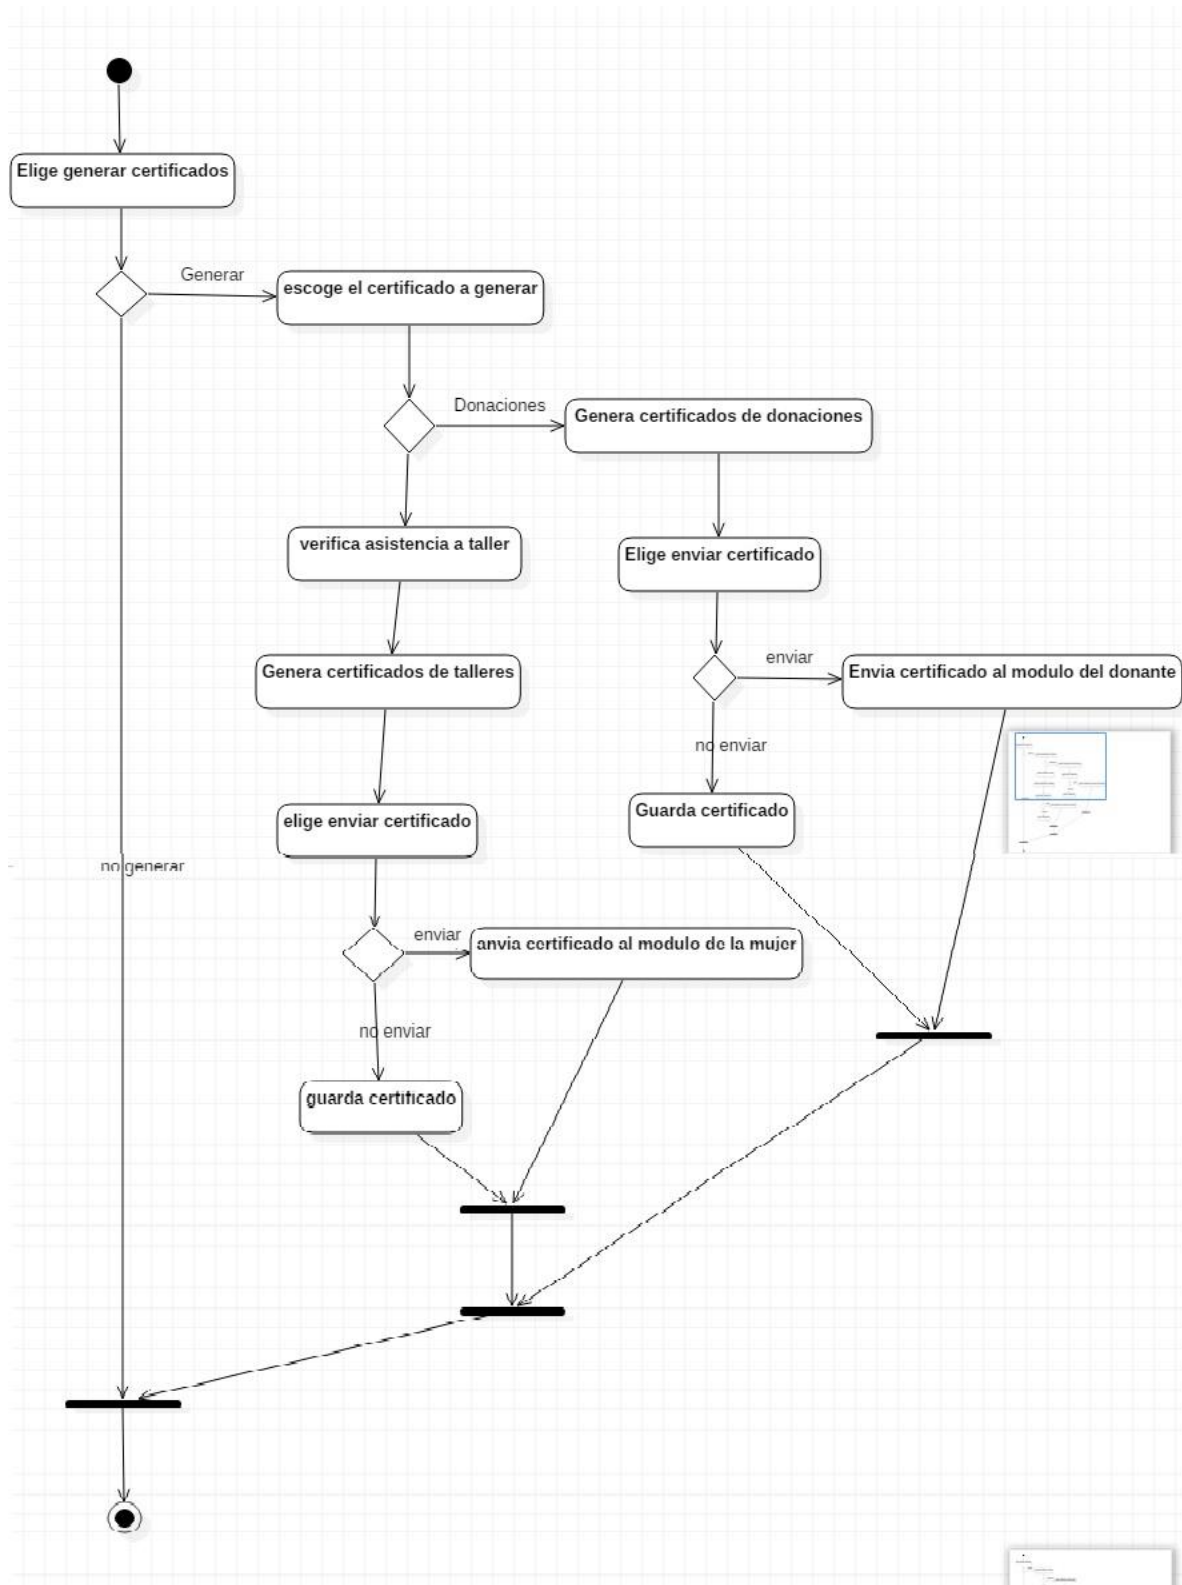 Elige generar certificados
Generar
escoge el certificado a generar
Donaciones
Genera certificados de donaciones
verifica asistencia a taller
Elige enviar certificado
Genera certificados de talleres
enviar
Envia certificado al modulo del donante
no enviar
elige enviar certificado
Guarda certificado
no generar
enviar
anvia certificado al modulo de la mujer
no enviar
guarda certificado